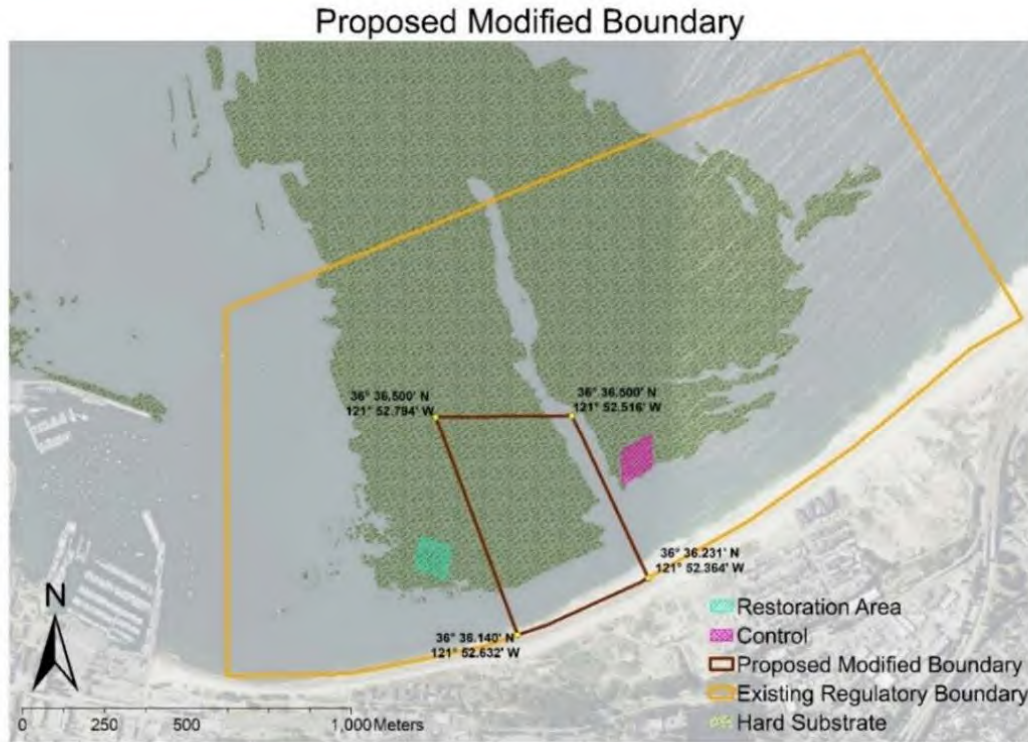 Proposed Modified Boundary
36° 36.500' N
121° 52.794' W
36° 36.500' N
121° 52.516' W
36° 36.231' N
121° 52.364' W
36° 36.140' N
121° 52.632' W
N
0 250 500 1,000 Meters
Restoration Area
Control
Proposed Modified Boundary
Existing Regulatory Boundary
Hard Substrate